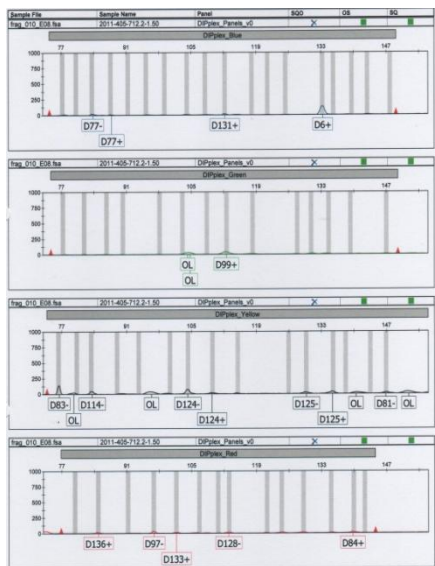 Sample File Sample Name Panel SQO OS SQ
frag_010_E08.fsa 2011-405-712.2-1.50 DIPplex_Panels_v0
DIPplex_Blue
77 91 105 119 133 147
1000
750
500
250
0
D77- D131+ D6+
D77+
frag_010_E08.fsa 2011-405-712.2-1.50 DIPplex_Panels_v0
DIPplex_Green
77 91 105 119 133 147
1000
750
500
250
0
OL D99+
OL
frag_010_E08.fsa 2011-405-712.2-1.50 DIPplex_Panels_v0
DIPplex_Yellow
77 91 105 119 133 147
1000
750
500
250
0
D83- D114- OL D124- D125- OL D81- OL
OL D124+ D125+
frag_010_E08.fsa 2011-405-712.2-1.50 DIPplex_Panels_v0
DIPplex_Red
77 91 105 119 133 147
1000
750
500
250
0
D136+ D97- D128- D84+
D133+